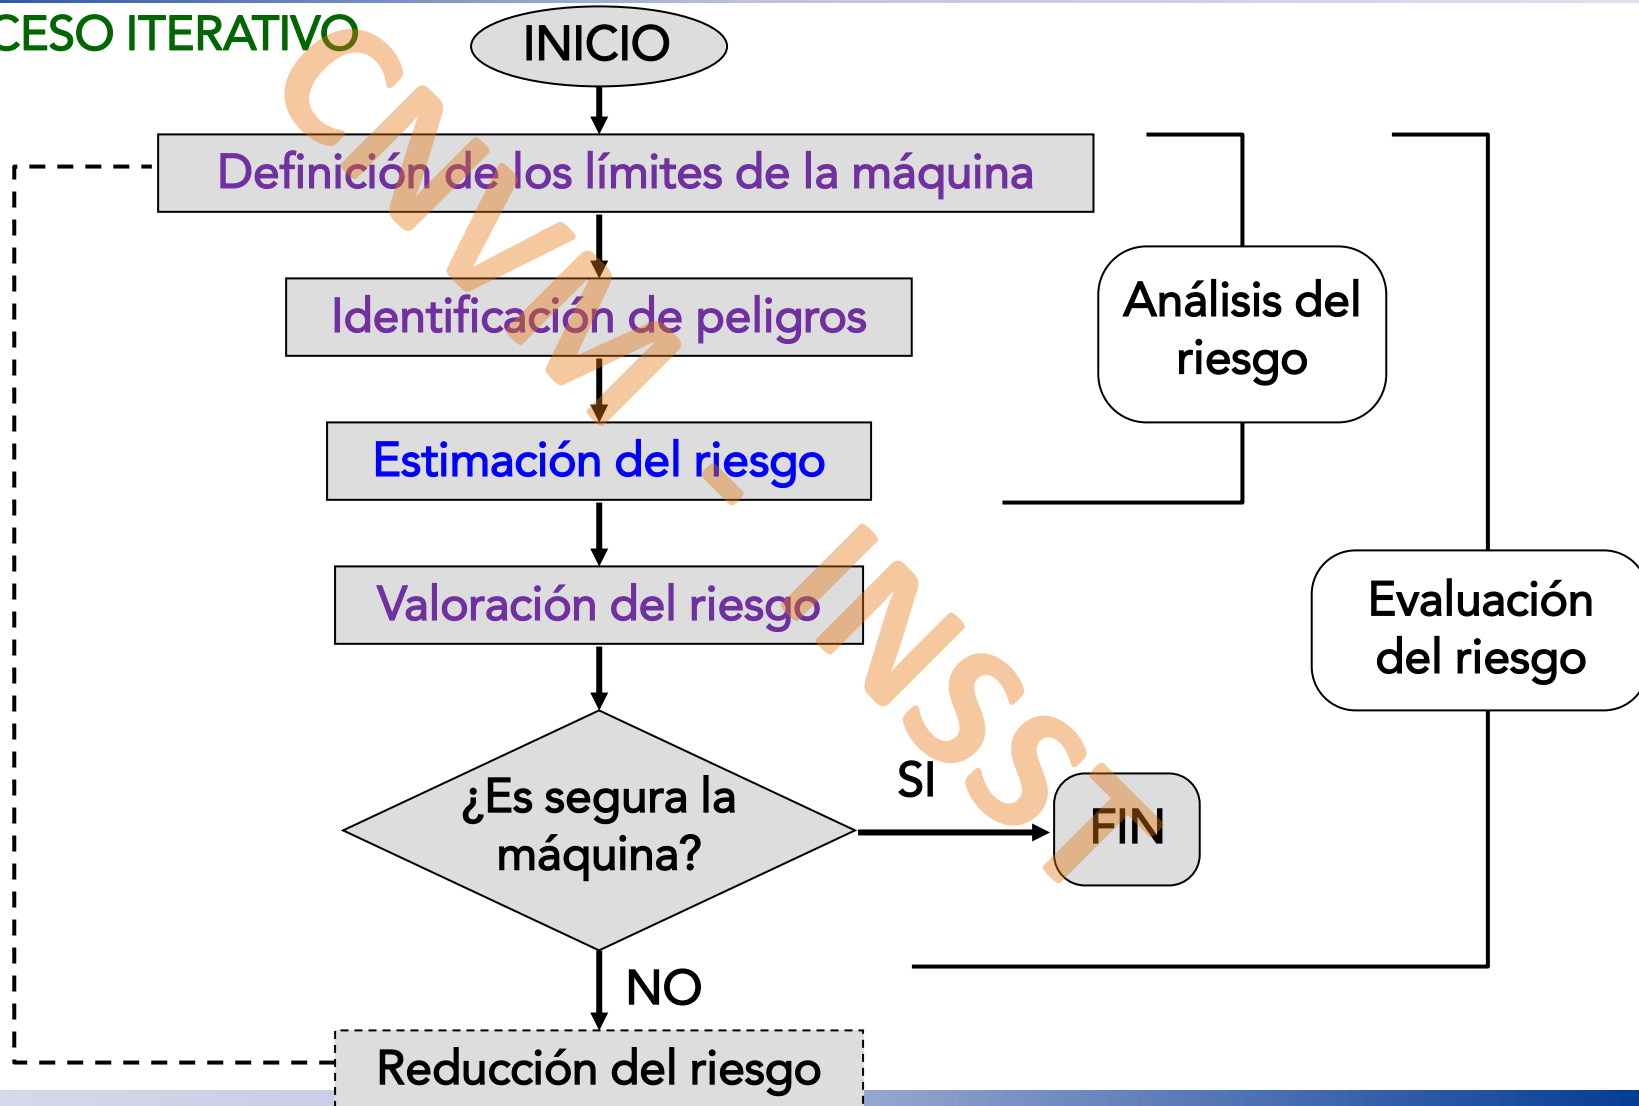 CESO ITERATIVO
INICIO
Definición de los límites de la máquina
Identificación de peligros
Análisis del
riesgo
Estimación del riesgo
Valoración del riesgo
Evaluación
del riesgo
¿Es segura la
máquina?
SI
FIN
NO
Reducción del riesgo
CNVM - INSST